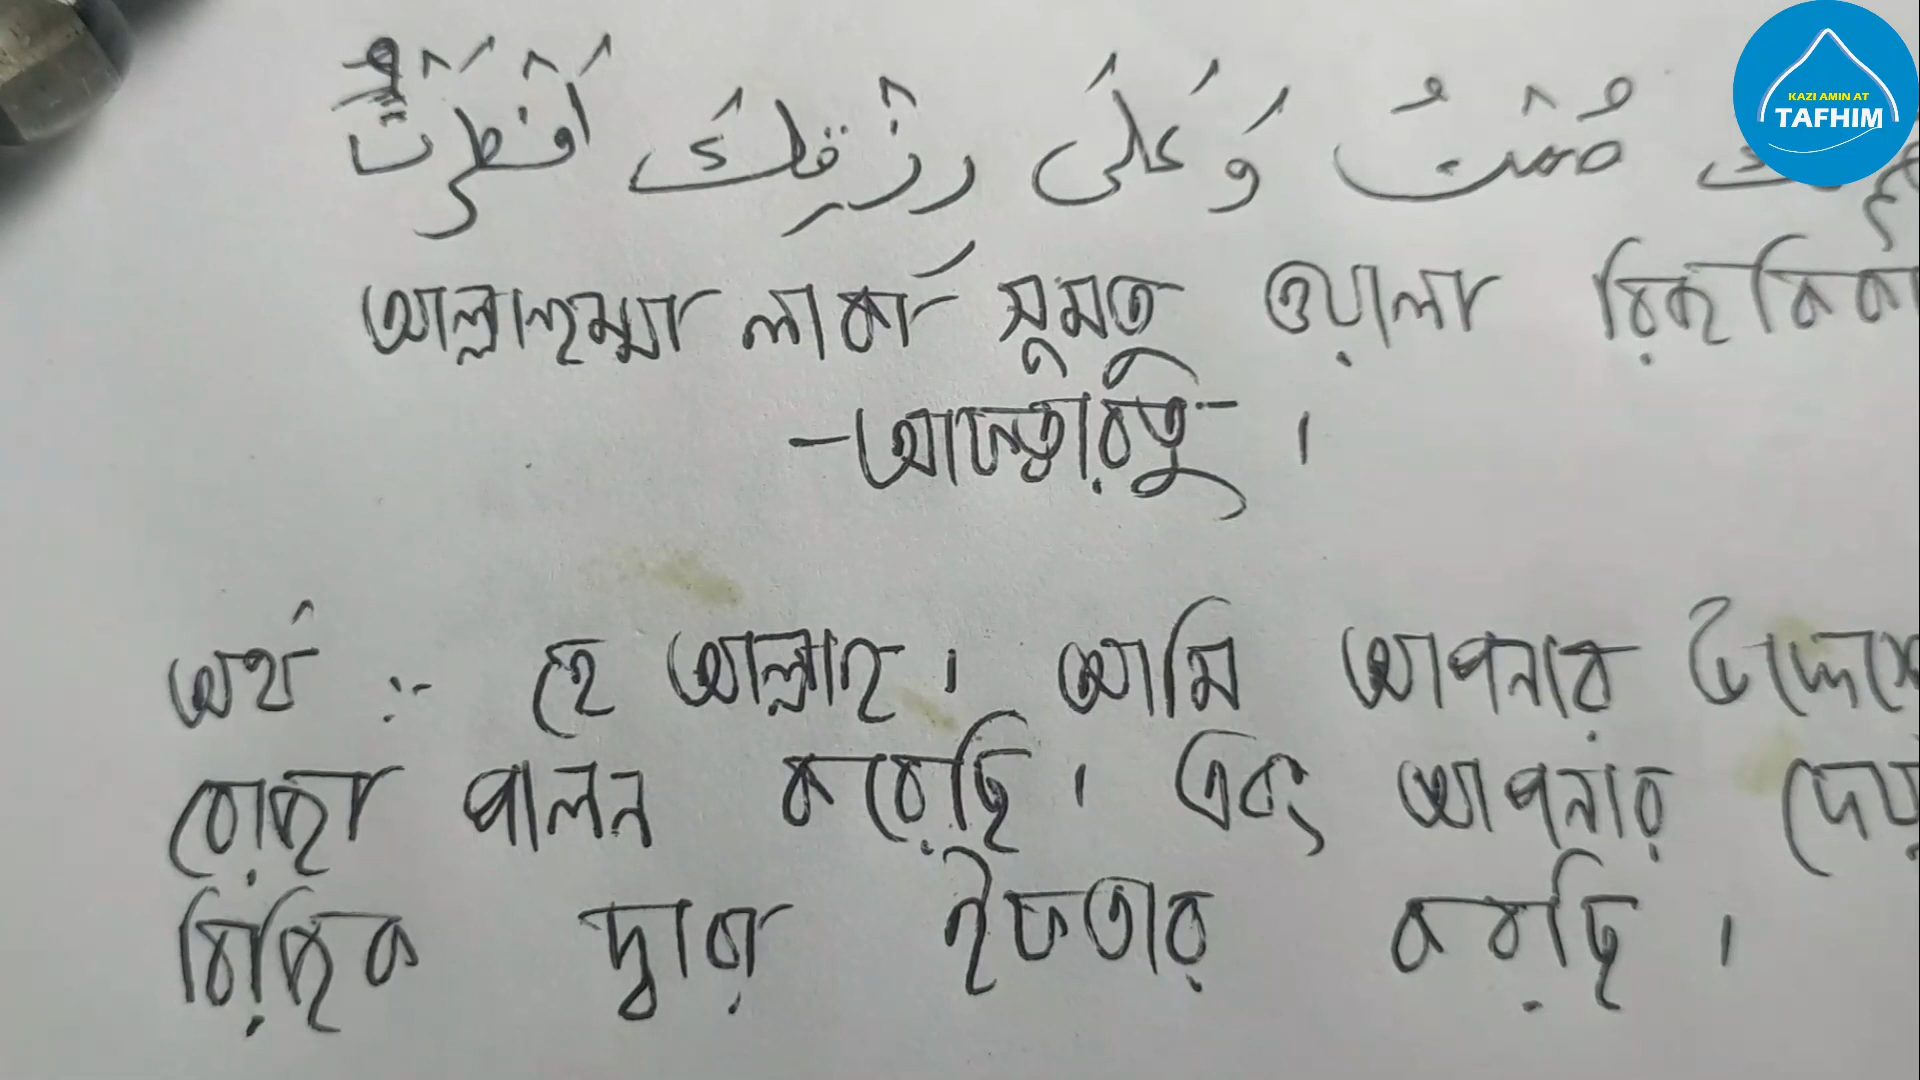 صُمْتُ وَعَلَى رِزْقِكَ أَفْطَرْتُ
আল্লাহুম্মা লাকা সুমতু ওয়ালা রিজকিকা
-আফতারতু- ।
অর্থ :- হে আল্লাহ । আমি আপনার উদ্দেশ্যে
রোজা পালন করেছি । এবং আপনার
রিজিক দ্বারা ইফতার করছি ।
KAZI AMIN AT
TAFHIM